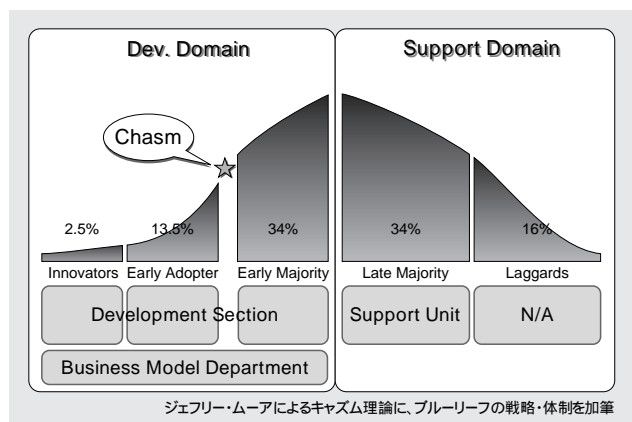 Dev. Domain
Support Domain
Chasm
2.5%
13.5%
34%
34%
16%
Innovators
Early Adopter
Early Majority
Late Majority
Laggards
Development Section
Support Unit
N/A
Business Model Department
ジェフリー・ムーアによるキャズム理論に、ブルーリーフの戦略・体制を加筆